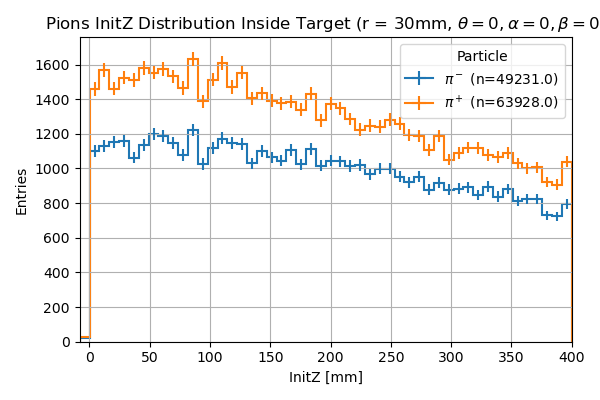 Pions InitZ Distribution Inside Target (r = 30mm, θ = 0, α = 0, β = 0
Particle
π⁻ (n=49231.0)
π⁺ (n=63928.0)
Entries
1600
1400
1200
1000
800
600
400
200
0
0 50 100 150 200 250 300 350 400
InitZ [mm]